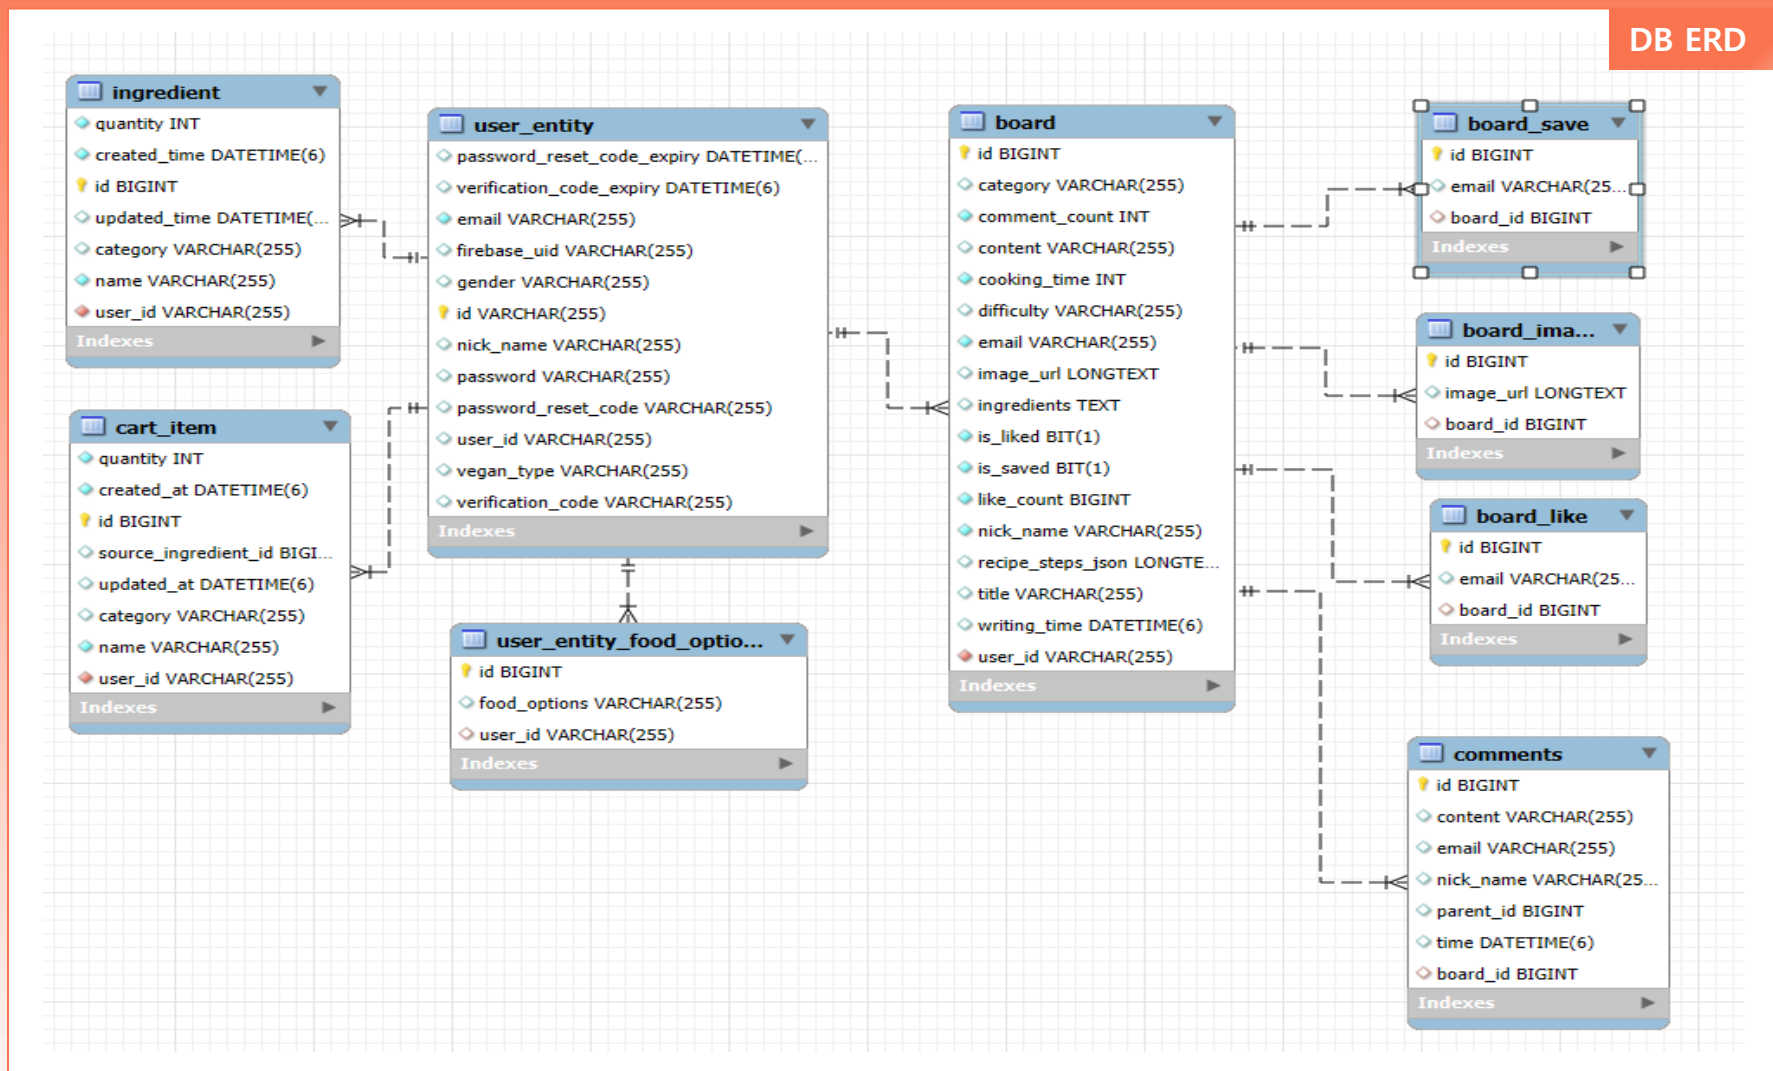 DB ERD
ingredient
quantity INT
created_time DATETIME(6)
id BIGINT
updated_time DATETIME(...
category VARCHAR(255)
name VARCHAR(255)
user_id VARCHAR(255)
Indexes
cart_item
quantity INT
created_at DATETIME(6)
id BIGINT
source_ingredient_id BIGI...
updated_at DATETIME(6)
category VARCHAR(255)
name VARCHAR(255)
user_id VARCHAR(255)
Indexes
user_entity
password_reset_code_expiry DATETIME(...
verification_code_expiry DATETIME(6)
email VARCHAR(255)
firebase_uid VARCHAR(255)
gender VARCHAR(255)
id VARCHAR(255)
nick_name VARCHAR(255)
password VARCHAR(255)
password_reset_code VARCHAR(255)
user_id VARCHAR(255)
vegan_type VARCHAR(255)
verification_code VARCHAR(255)
Indexes
user_entity_food_optio...
id BIGINT
food_options VARCHAR(255)
user_id VARCHAR(255)
Indexes
board
id BIGINT
category VARCHAR(255)
comment_count INT
content VARCHAR(255)
cooking_time INT
difficulty VARCHAR(255)
email VARCHAR(255)
image_url LONGTEXT
ingredients TEXT
is_liked BIT(1)
is_saved BIT(1)
like_count BIGINT
nick_name VARCHAR(255)
recipe_steps_json LONGTE...
title VARCHAR(255)
writing_time DATETIME(6)
user_id VARCHAR(255)
Indexes
board_save
id BIGINT
email VARCHAR(25...
board_id BIGINT
Indexes
board_ima...
id BIGINT
image_url LONGTEXT
board_id BIGINT
Indexes
board_like
id BIGINT
email VARCHAR(25...
board_id BIGINT
Indexes
comments
id BIGINT
content VARCHAR(255)
email VARCHAR(255)
nick_name VARCHAR(25...
parent_id BIGINT
time DATETIME(6)
board_id BIGINT
Indexes